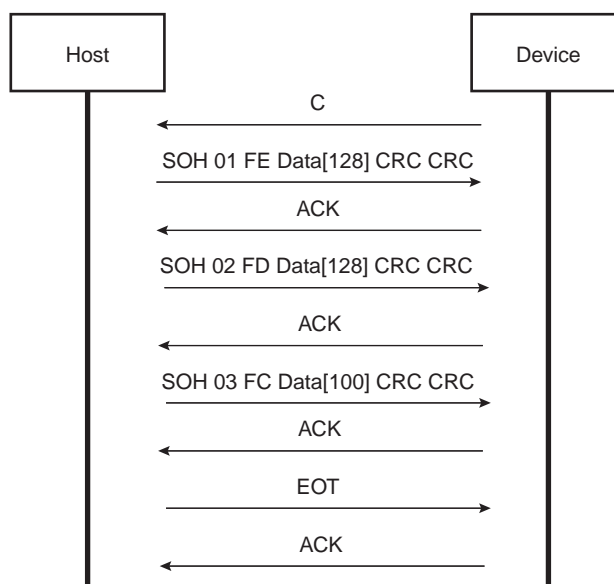 Host
Device
C
SOH 01 FE Data[128] CRC CRC
ACK
SOH 02 FD Data[128] CRC CRC
ACK
SOH 03 FC Data[100] CRC CRC
ACK
EOT
ACK